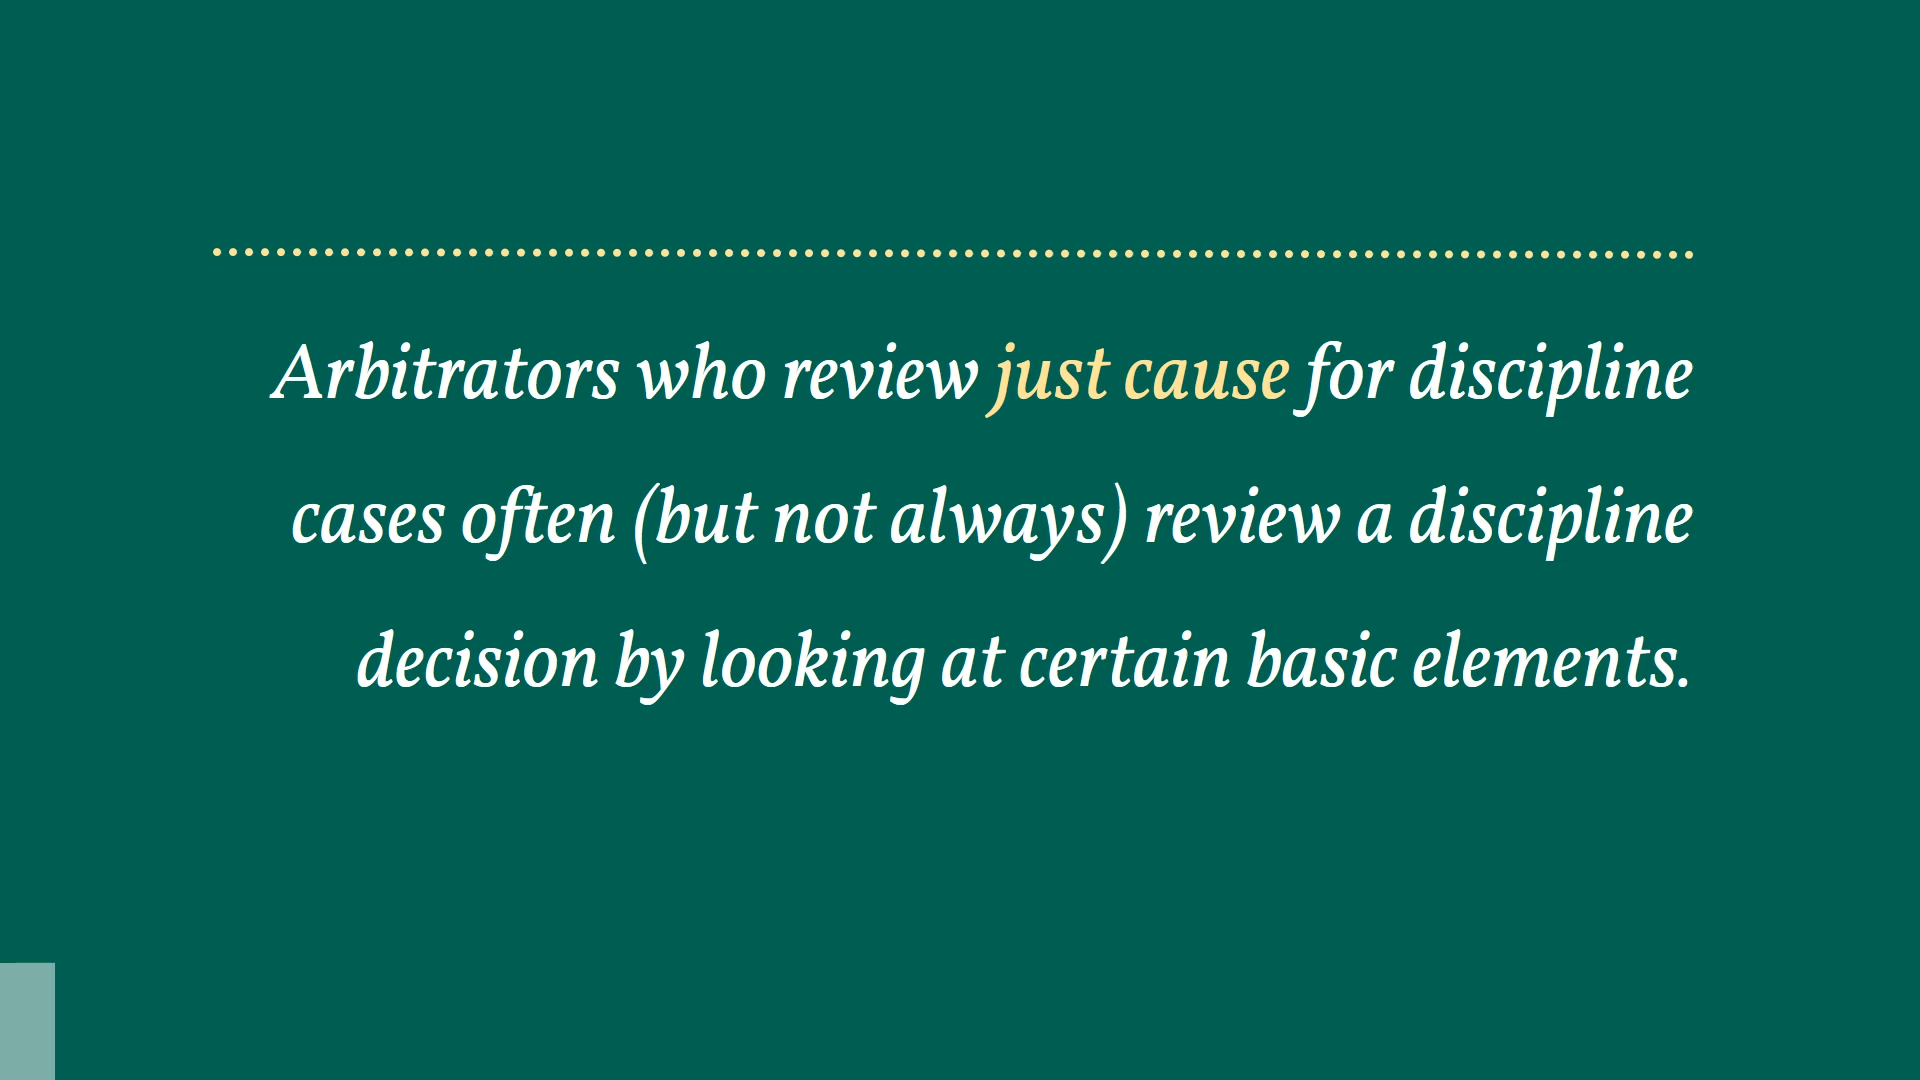 Arbitrators who review just cause for discipline
cases often (but not always) review a discipline
decision by looking at certain basic elements.